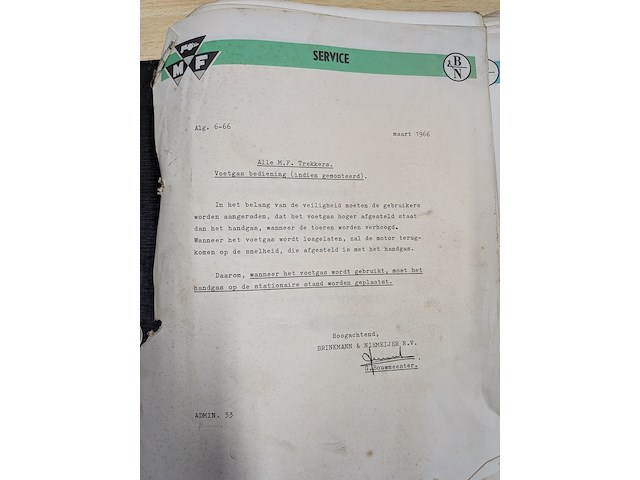 M F
SERVICE
B
N
Alg. 6-66
maart 1966
Alle M.F. Trekkers.
Voetgas bediening (indien gemonteerd).
In het belang van de veiligheid moeten de gebruikers
worden aangeraden, dat het voetgas hoger afgesteld staat
dan het handgas, wanneer de toeren worden verhoogd.
Wanneer het voetgas wordt losgelaten, zal de motor terug-
komen op de snelheid, die afgesteld is met het handgas.
Daarom, wanneer het voetgas wordt gebruikt, moet het
handgas op de stationaire stand worden geplaatst.
Hoogachtend,
BRINKMANN & NIEMEIJER N.V.
Bouwmeester.
ADMIN. 53